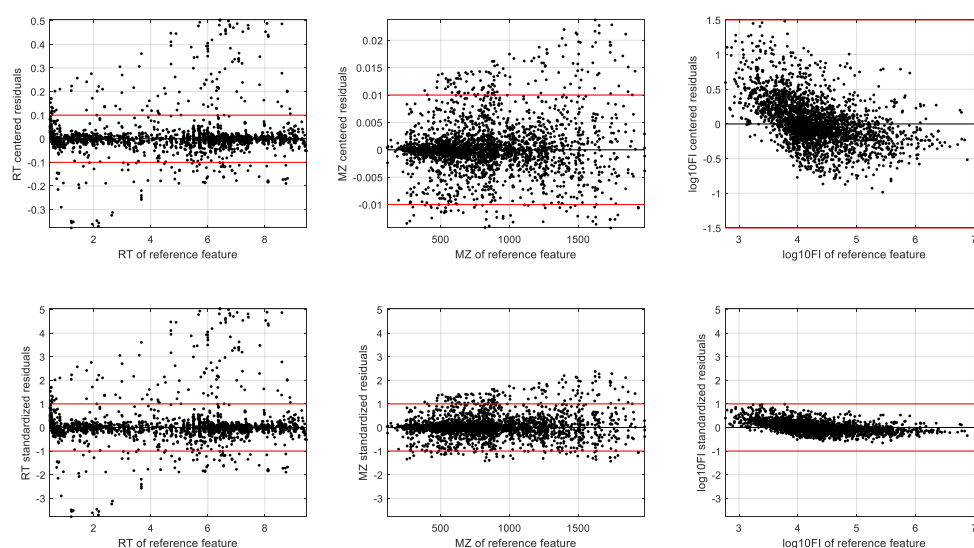 0.5
0.4
0.3
0.2
0.1
0
-0.1
-0.2
-0.3
RT centered residuals
2 4 6 8
RT of reference feature
0.02
0.015
0.01
0.005
0
-0.005
-0.01
MZ centered residuals
500 1000 1500
MZ of reference feature
1.5
1
0.5
0
-0.5
-1
-1.5
log10FI centered residuals
3 4 5 6 7
log10FI of reference feature
5
4
3
2
1
0
-1
-2
-3
RT standardized residuals
2 4 6 8
RT of reference feature
5
4
3
2
1
0
-1
-2
-3
MZ standardized residuals
500 1000 1500
MZ of reference feature
5
4
3
2
1
0
-1
-2
-3
log10FI standardized residuals
3 4 5 6 7
log10FI of reference feature